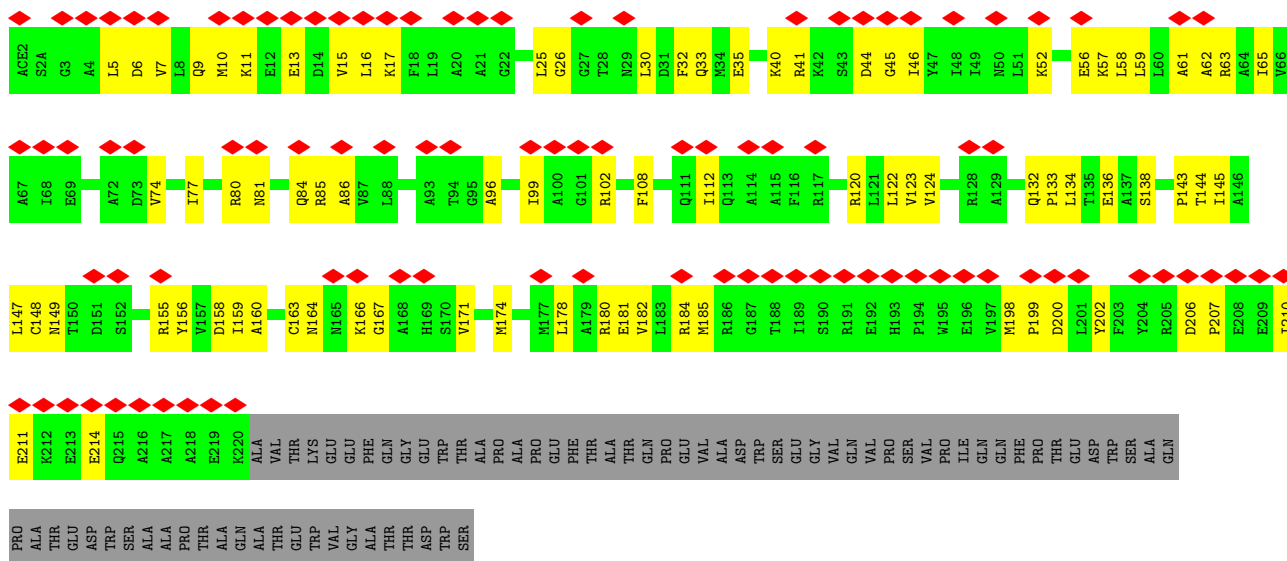 ACE2 S2A G3 A4 L5 D6 V7 L8 Q9 M10 K11 E12 E13 D14 V15 L16 K17 F18 L19 A20 A21 G22 L25 G26 G27 T28 N29 L30 D31 F32 Q33 M34 E35 K40 R41 K42 S43 D44 G45 I46 Y47 I48 I49 N50 L51 K52 E56 K57 L58 L59 L60 A61 A62 R63 A64 I65 V66
A67 I68 E69 A72 D73 V74 I77 R80 N81 Q84 R85 A86 V87 L88 A93 T94 G95 A96 I99 A100 G101 R102 F108 Q111 I112 Q113 A114 A115 F116 R117 R120 L121 L122 V123 V124 R128 A129 Q132 P133 L134 T135 E136 A137 S138 P143 T144 I145 A146
L147 C148 N149 T150 D151 S152 R155 Y156 V157 D158 I159 A160 C163 N164 N165 K166 G167 A168 H169 S170 V171 M174 M177 L178 A179 R180 E181 V182 L183 R184 M185 R186 G187 T188 I189 S190 R191 E192 H193 P194 W195 E196 V197 M198 P199 D200 L201 Y202 F203 Y204 R205 D206 P207 E208 E209 I210
E211 K212 E213 E214 Q215 A216 A217 A218 E219 K220 ALA VAL THR LYS GLU GLU PHE GLN GLY GLU TRP THR ALA PRO ALA PRO GLU PHE THR ALA THR GLN PRO GLU VAL ALA ASP TRP SER GLU GLY VAL GLN VAL PRO SER VAL PRO ILE GLN GLN PHE PRO THR GLU ASP TRP SER ALA GLN
PRO ALA THR GLU ASP TRP SER ALA ALA PRO THR ALA GLN ALA THR GLU TRP VAL GLY ALA THR THR ASP TRP SER